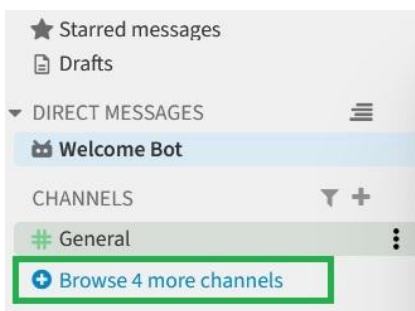 Starred messages
Drafts
DIRECT MESSAGES
Welcome Bot
CHANNELS
General
Browse 4 more channels